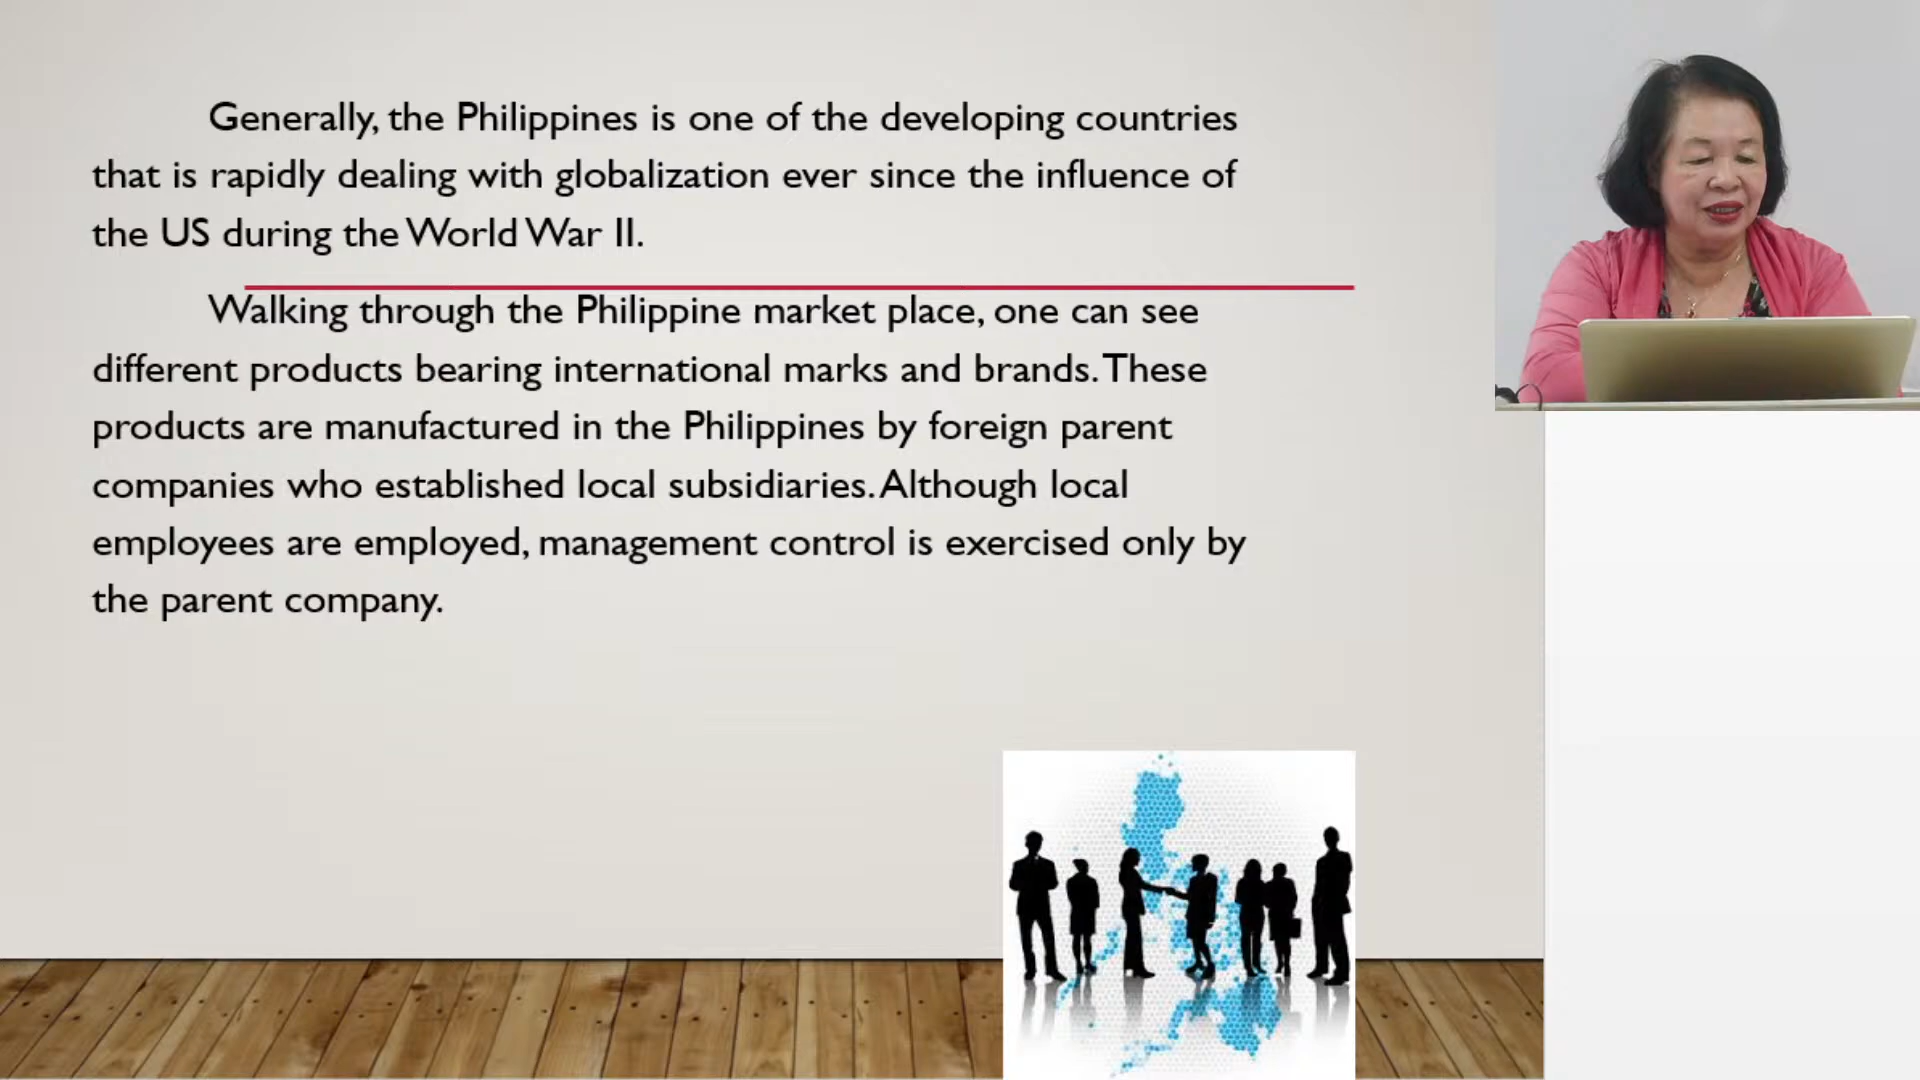 Generally, the Philippines is one of the developing countries
that is rapidly dealing with globalization ever since the influence of
the US during the World War II.
Walking through the Philippine market place, one can see
different products bearing international marks and brands. These
products are manufactured in the Philippines by foreign parent
companies who established local subsidiaries. Although local
employees are employed, management control is exercised only by
the parent company.